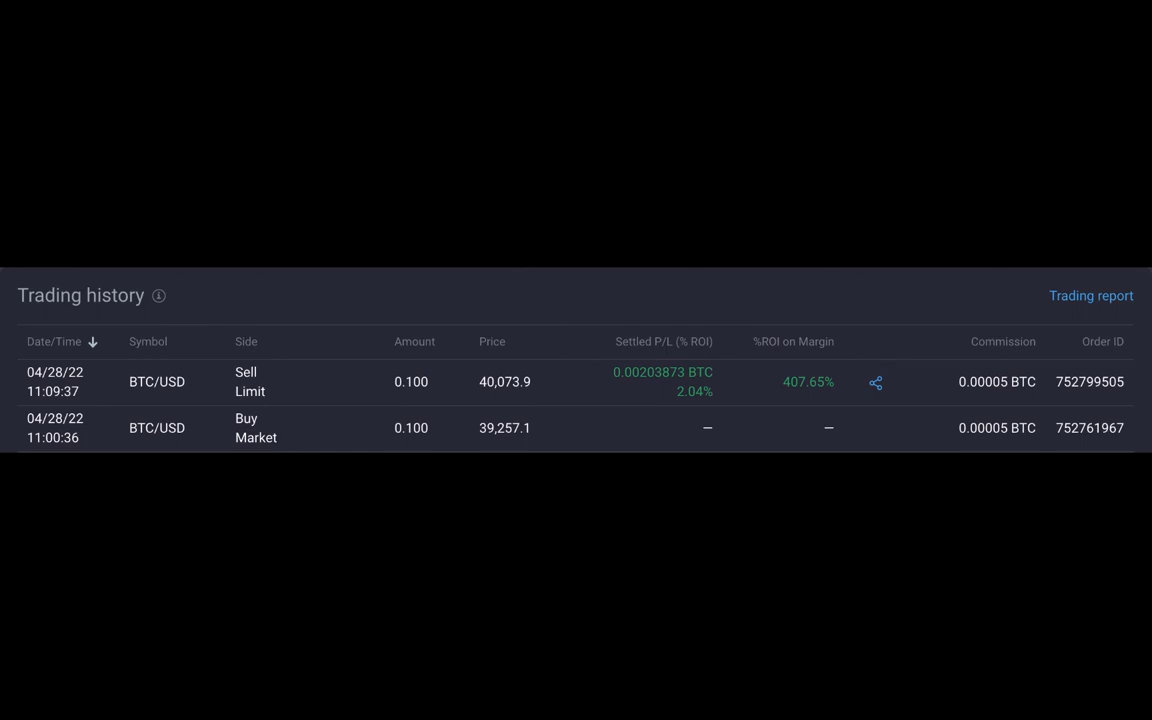 Trading history
Trading report
Date/Time Symbol Side Amount Price Settled P/L (% ROI) %ROI on Margin Commission Order ID
04/28/22 11:09:37 BTC/USD Sell Limit 0.100 40,073.9 0.00203873 BTC 2.04% 407.65% 0.00005 BTC 752799505
04/28/22 11:00:36 BTC/USD Buy Market 0.100 39,257.1 — — 0.00005 BTC 752761967